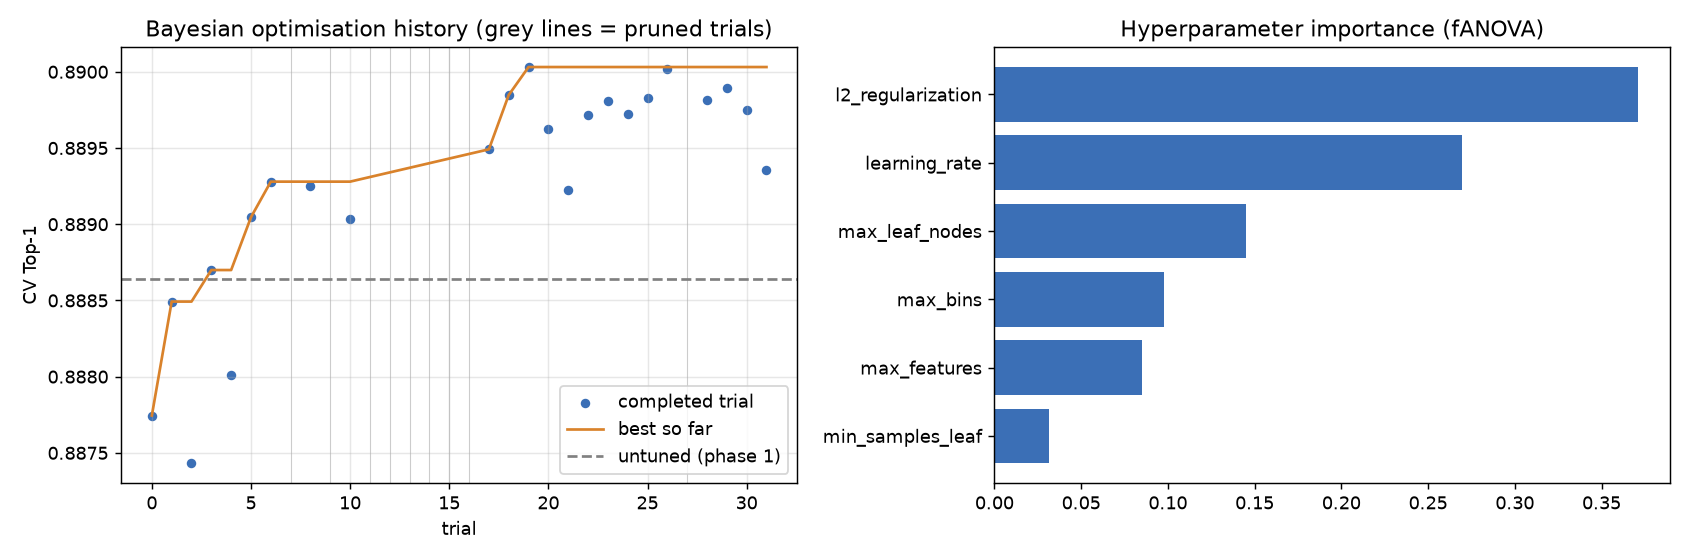 Bayesian optimisation history (grey lines = pruned trials)
CV Top-1
0.8900
0.8895
0.8890
0.8885
0.8880
0.8875
completed trial
best so far
untuned (phase 1)
0 5 10 15 20 25 30
trial
Hyperparameter importance (fANOVA)
l2_regularization
learning_rate
max_leaf_nodes
max_bins
max_features
min_samples_leaf
0.00 0.05 0.10 0.15 0.20 0.25 0.30 0.35